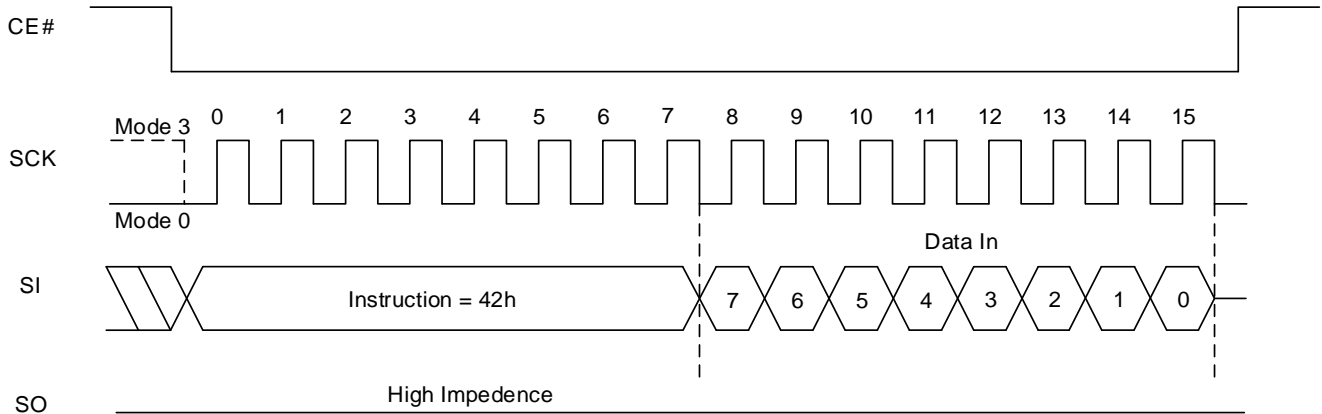 CE#
Mode 3
0 1 2 3 4 5 6 7 8 9 10 11 12 13 14 15
SCK
Mode 0
Data In
SI
Instruction = 42h
7 6 5 4 3 2 1 0
High Impedence
SO